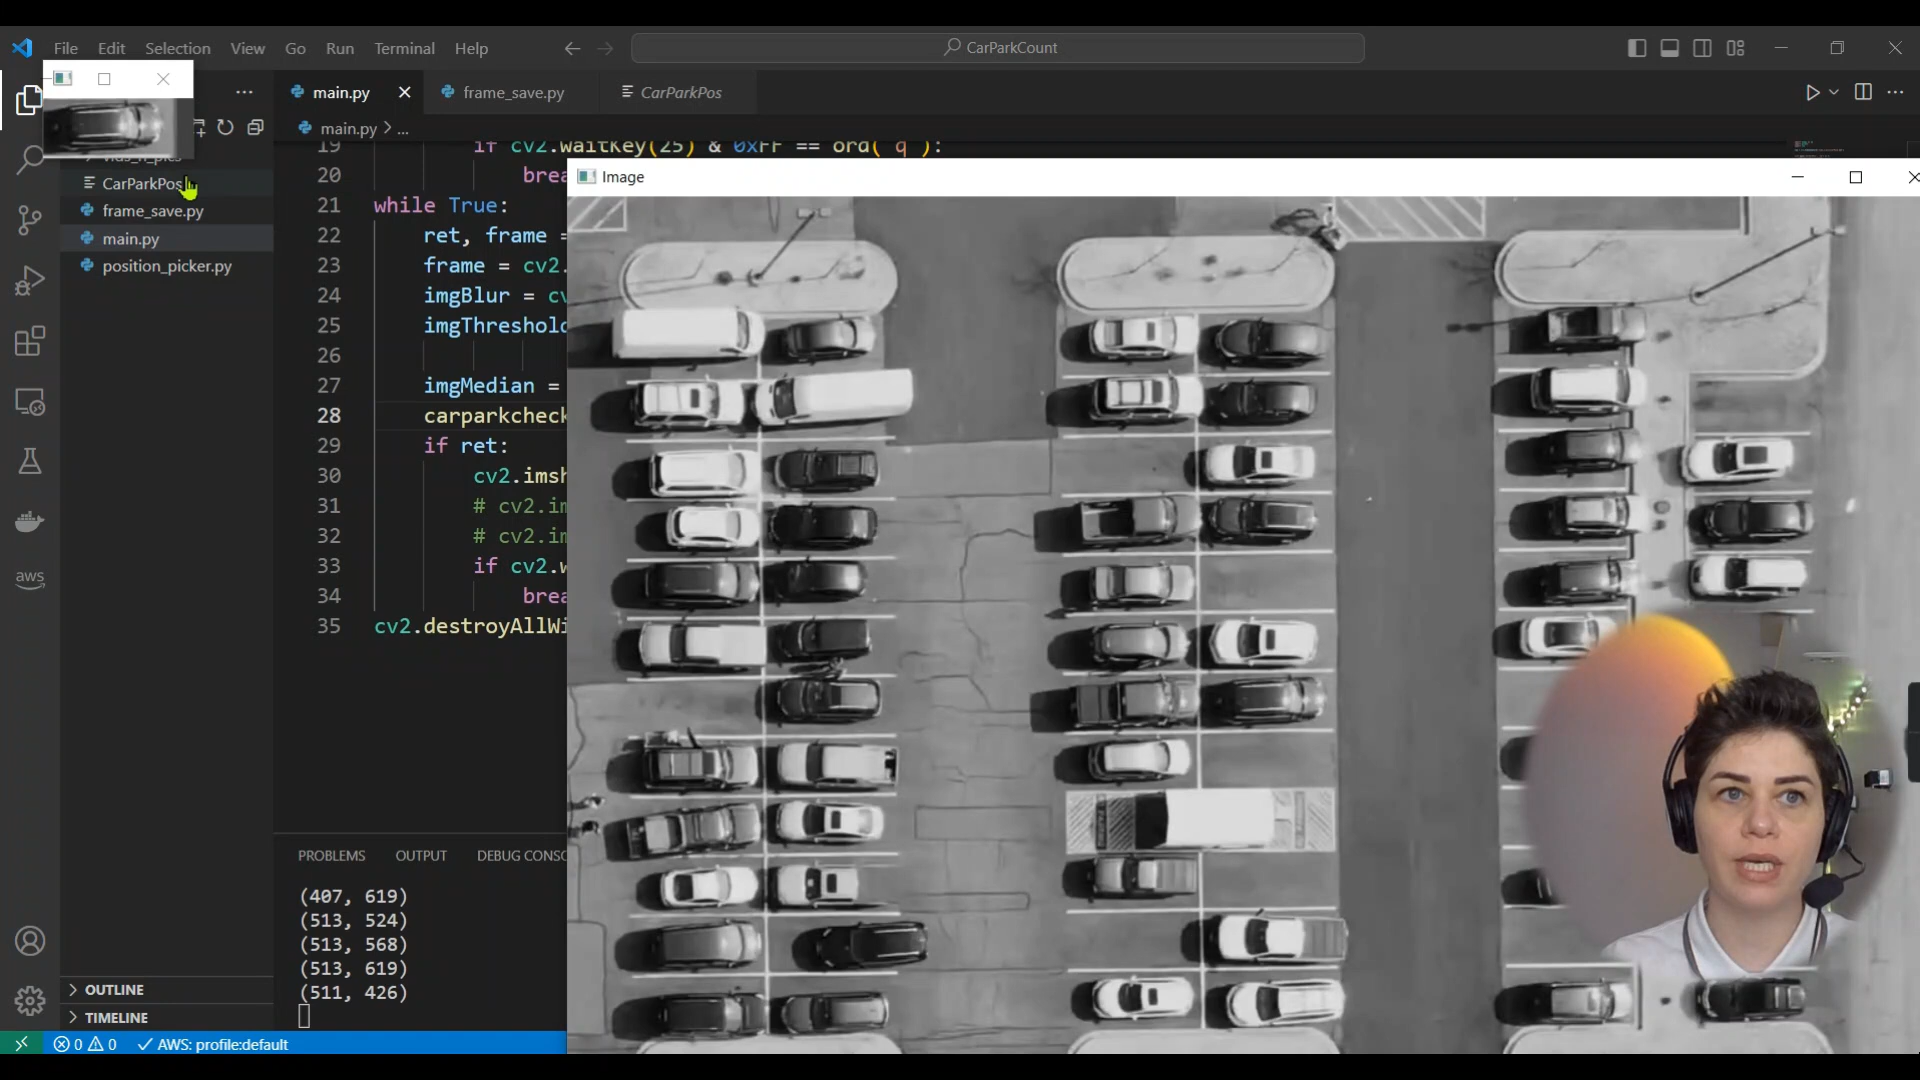 File Edit Selection View Go Run Terminal Help
CarParkCount
main.py
frame_save.py
CarParkPos
main.py > ...
CarParkPos
frame_save.py
main.py
position_picker.py
OUTLINE
TIMELINE
19 if cv2.waitKey(25) & 0xFF == ord('q'):
20 brea
21 while True:
22 ret, frame =
23 frame = cv2.
24 imgBlur = cv
25 imgThreshold
26
27 imgMedian =
28 carparkcheck
29 if ret:
30 cv2.imsh
31 # cv2.im
32 # cv2.im
33 if cv2.w
34 brea
35 cv2.destroyAllWi
Image
PROBLEMS OUTPUT DEBUG CONSO
(407, 619)
(513, 524)
(513, 568)
(513, 619)
(511, 426)
aws
0 0 AWS: profile:default